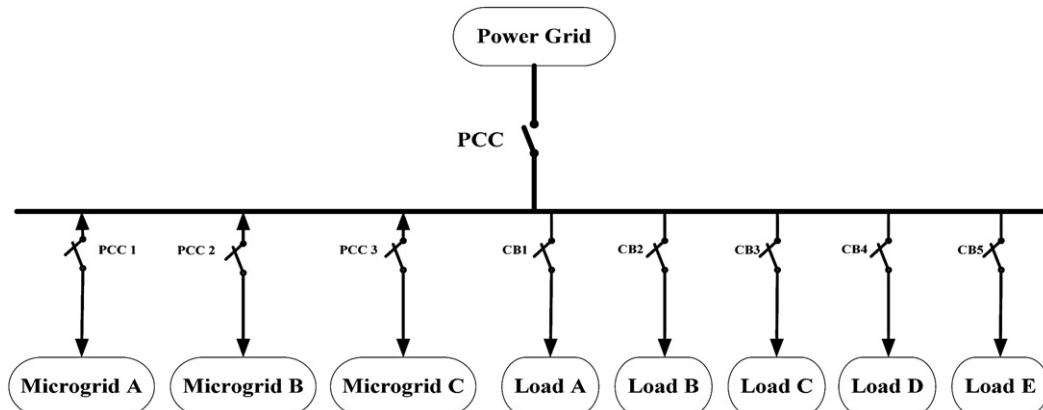 Power Grid
PCC
PCC 1
PCC 2
PCC 3
CB1
CB2
CB3
CB4
CB5
Microgrid A
Microgrid B
Microgrid C
Load A
Load B
Load C
Load D
Load E